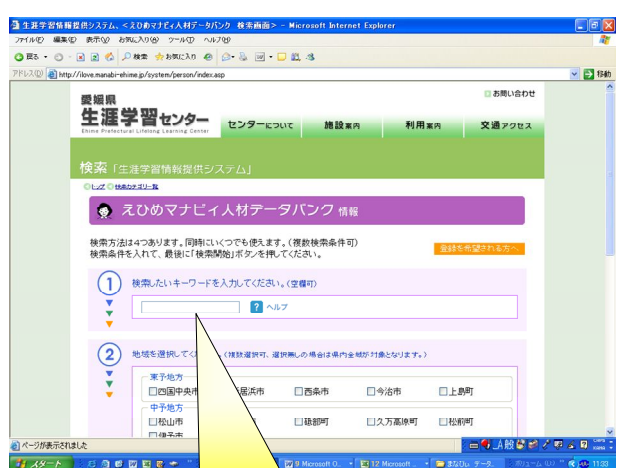 生涯学習情報提供システム、<えひめマナビィ人材データバンク 検索画面> - Microsoft Internet Explorer
ファイル(F) 編集(E) 表示(V) お気に入り(A) ツール(T) ヘルプ(H)
戻る 検索 お気に入り
アドレス(D) http://ilove.manabi-ehime.jp/system/person/index.asp 移動
お問い合わせ
愛媛県
生涯学習センター
Ehime Prefectural Lifelong Learning Center
センターについて 施設案内 利用案内 交通アクセス
検索「生涯学習情報提供システム」
トップ 検索カテゴリ一覧
えひめマナビィ人材データバンク 情報
検索方法は4つあります。同時にいくつでも使えます。(複数検索条件可)
検索条件を入れて、最後に「検索開始」ボタンを押してください。
登録を希望される方へ
1 検索したいキーワードを入力してください。(空欄可)
? ヘルプ
2 地域を選択してく (複数選択可、選択無しの場合は県内全域が対象となります。)
東予地方
四国中央市 居浜市 西条市 今治市 上島町
中予地方
松山市 砥部町 久万高原町 松前町
伊予市
ページが表示されました
スタート 9 Microsoft O... 12 Microsoft ... まなびい データ... 11:03